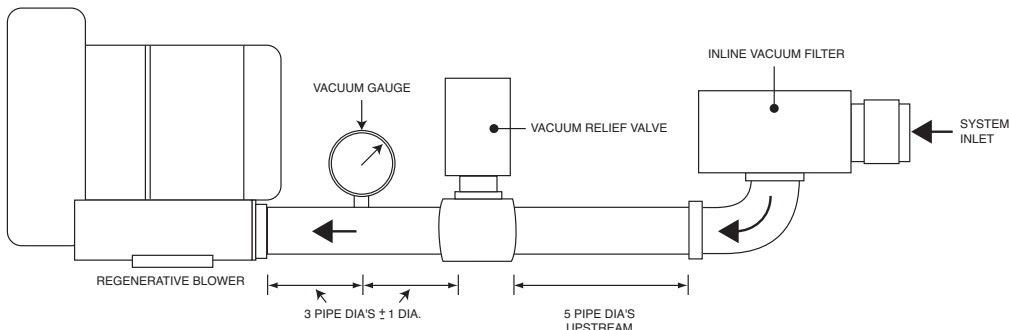 INLINE VACUUM FILTER
VACUUM GAUGE
VACUUM RELIEF VALVE
SYSTEM
INLET
REGENERATIVE BLOWER
3 PIPE DIA'S ± 1 DIA.
5 PIPE DIA'S
UPSTREAM